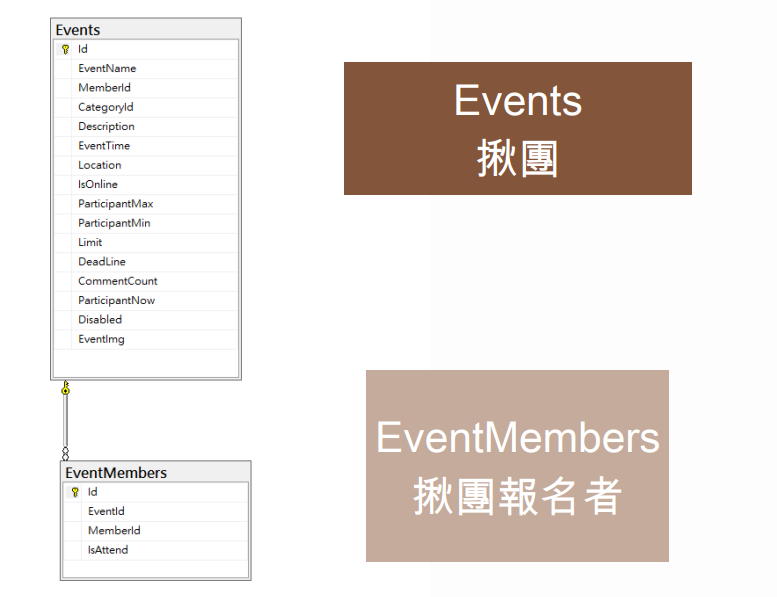 Events
Id
EventName
MemberId
CategoryId
Description
EventTime
Location
IsOnline
ParticipantMax
ParticipantMin
Limit
DeadLine
CommentCount
ParticipantNow
Disabled
EventImg
EventMembers
Id
EventId
MemberId
IsAttend
Events
揪團
EventMembers
揪團報名者